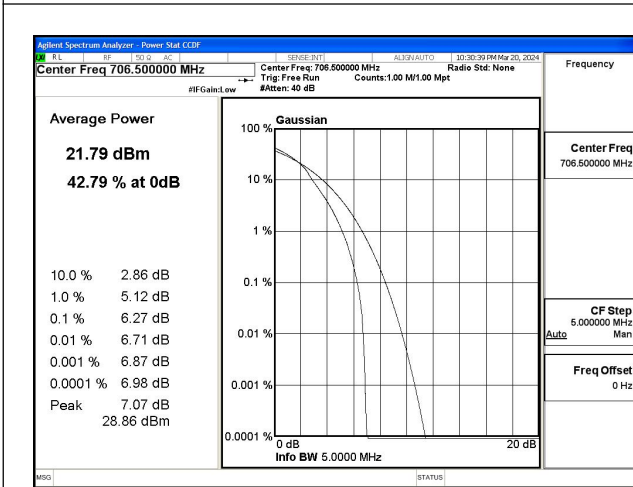 Agilent Spectrum Analyzer - Power Stat CCDF
LXI RL RF 50 Ω AC SENSE:INT ALIGN AUTO 10:30:39 PM Mar 20, 2024
Center Freq 706.500000 MHz
Center Freq: 706.500000 MHz Radio Std: None
Trig: Free Run Counts:1.00 M/1.00 Mpt
#IFGain:Low #Atten: 40 dB
Average Power
21.79 dBm
42.79 % at 0dB
10.0 % 2.86 dB
1.0 % 5.12 dB
0.1 % 6.27 dB
0.01 % 6.71 dB
0.001 % 6.87 dB
0.0001 % 6.98 dB
Peak 7.07 dB
28.86 dBm
Gaussian
100 %
10 %
1 %
0.1 %
0.01 %
0.001 %
0.0001 %
0 dB 20 dB
Info BW 5.0000 MHz
Frequency
Center Freq
706.500000 MHz
CF Step
5.000000 MHz
Auto Man
Freq Offset
0 Hz
MSG STATUS